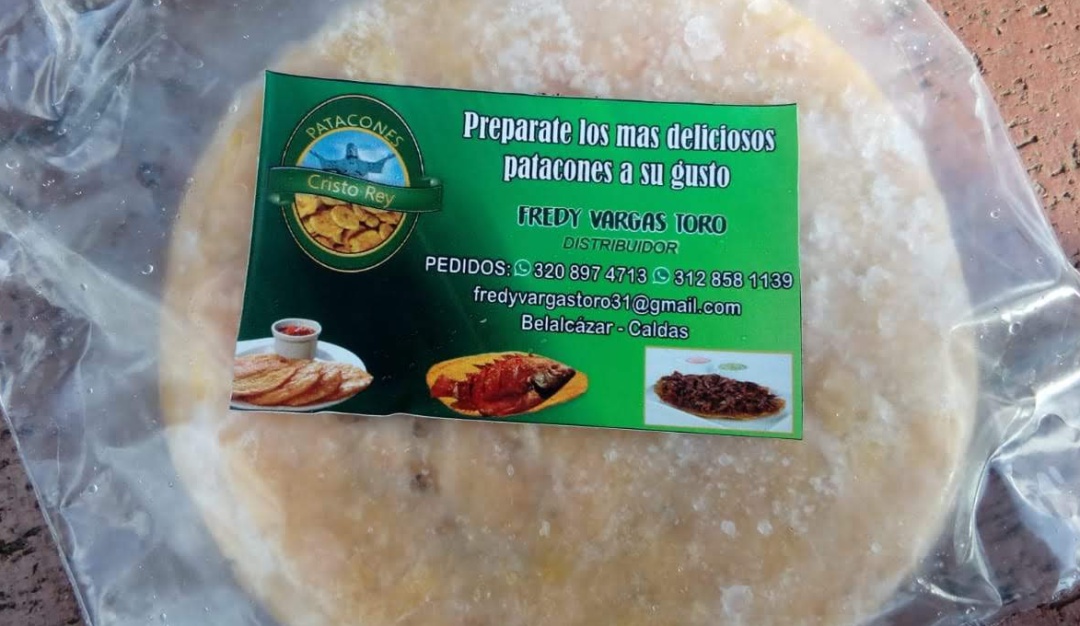 PATACONES
Cristo Rey
Preparate los mas deliciosos
patacones a su gusto
FREDY VARGAS TORO
DISTRIBUIDOR
PEDIDOS: 320 897 4713 312 858 1139
fredyvargastoro31@gmail.com
Belalcázar - Caldas